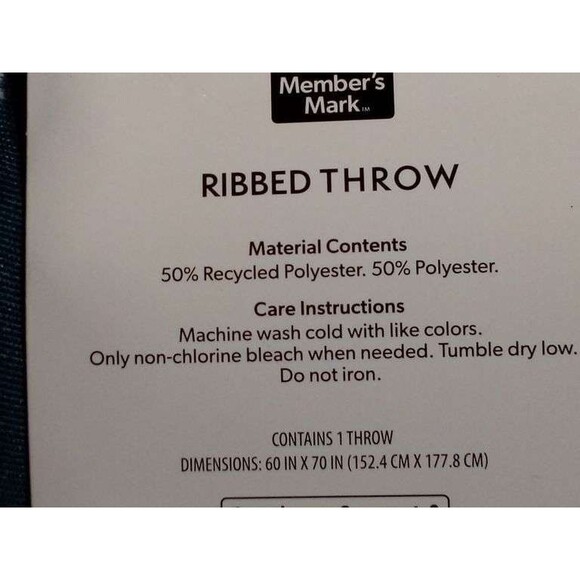 Member's
Mark™
RIBBED THROW
Material Contents
50% Recycled Polyester. 50% Polyester.
Care Instructions
Machine wash cold with like colors.
Only non-chlorine bleach when needed. Tumble dry low.
Do not iron.
CONTAINS 1 THROW
DIMENSIONS: 60 IN X 70 IN (152.4 CM X 177.8 CM)